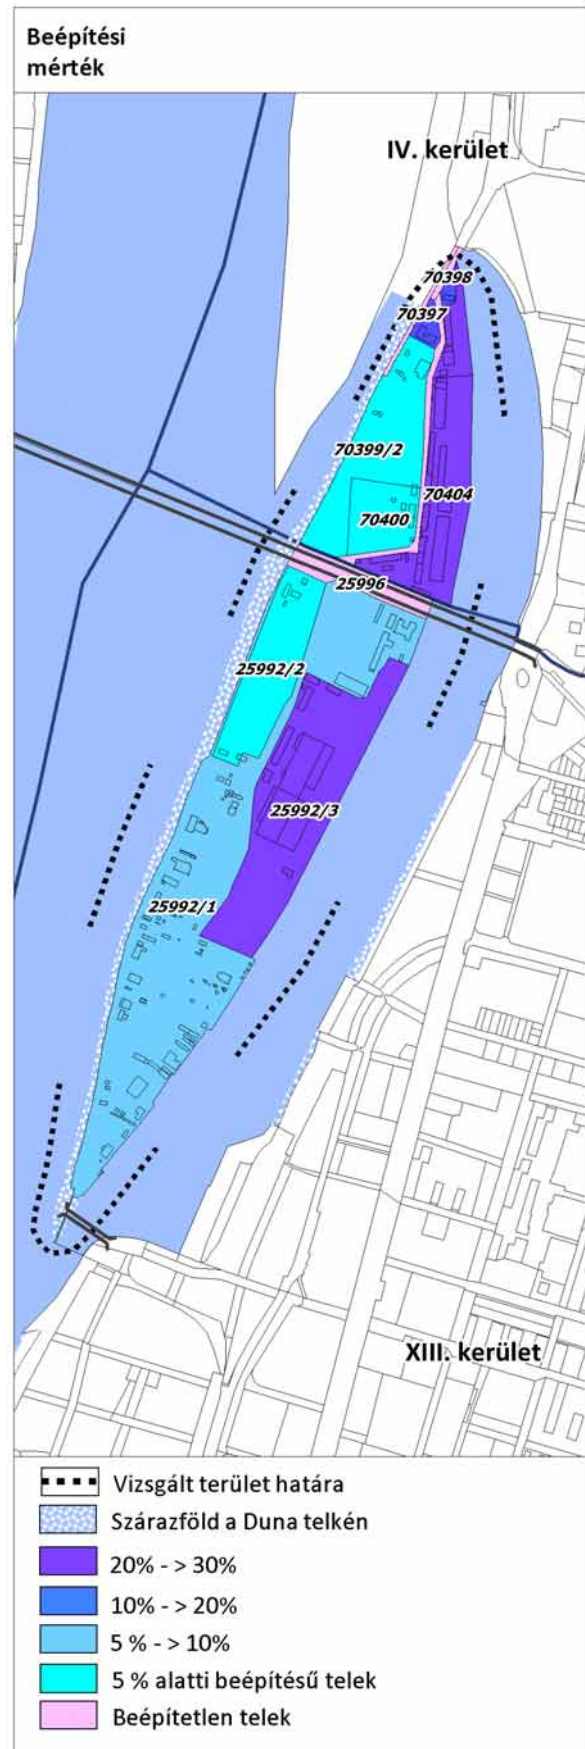 Beépítési
mérték
IV. kerület
70398
70397
70399/2
70404
70400
25996
25992/2
25992/3
25992/1
XIII. kerület
Vizsgált terület határa
Szárazföld a Duna telkén
20% - > 30%
10% - > 20%
5 % - > 10%
5 % alatti beépítésű telek
Beépítetlen telek